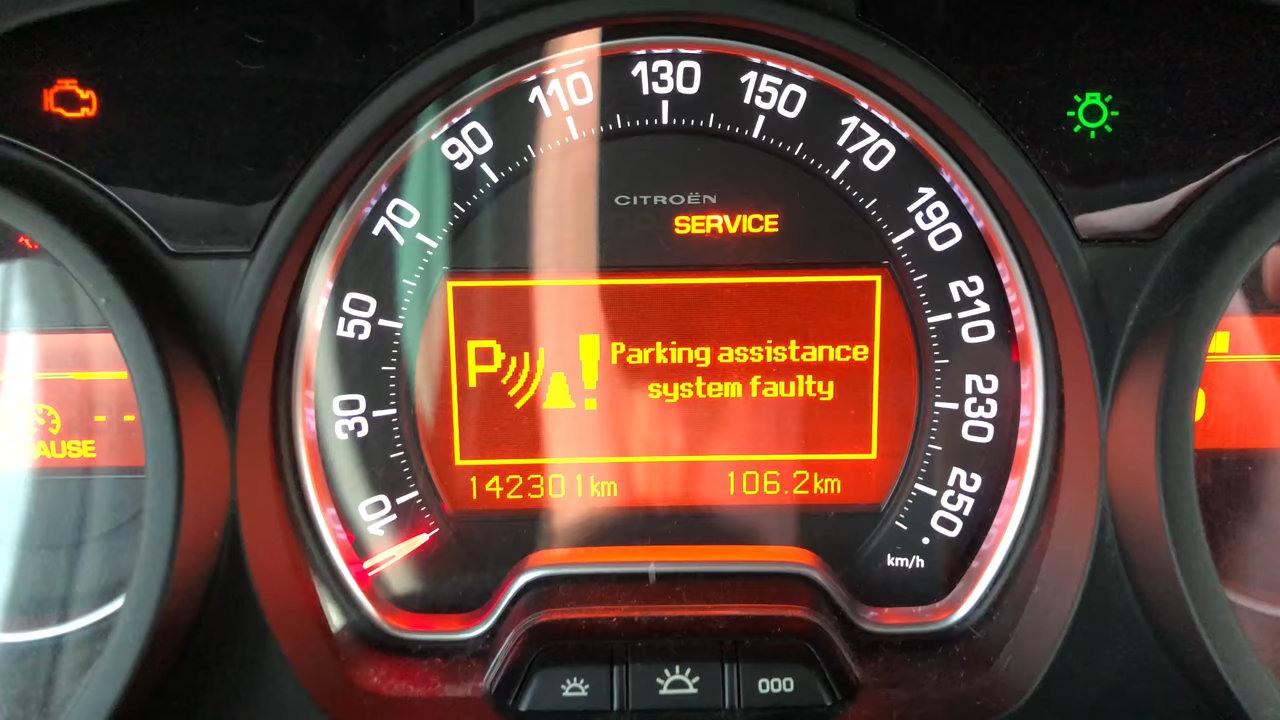 10
30
50
70
90
110
130
150
170
190
210
230
250
km/h
CITROËN
SERVICE
P
Parking assistance
system faulty
142301km
106.2km
-- --
AUSE
000